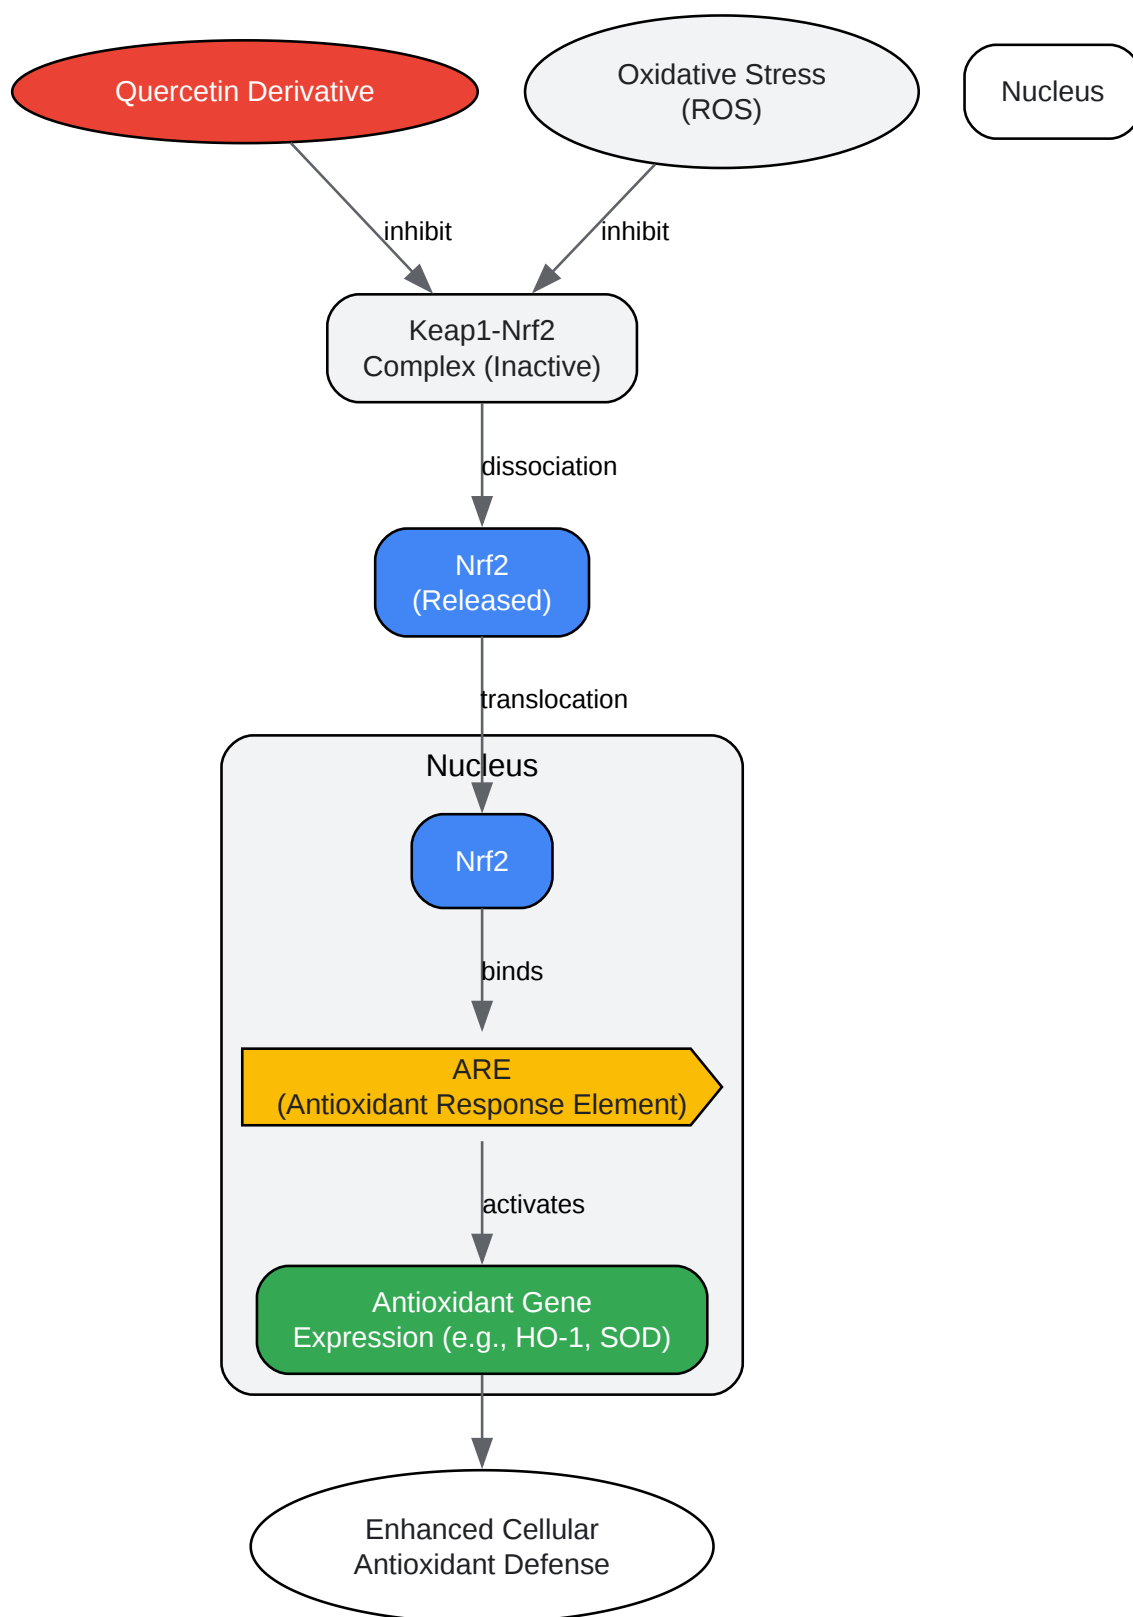 Quercetin Derivative
Oxidative Stress
(ROS)
Nucleus
inhibit
inhibit
Keap1-Nrf2
Complex (Inactive)
dissociation
Nrf2
(Released)
translocation
Nucleus
Nrf2
binds
ARE
(Antioxidant Response Element)
activates
Antioxidant Gene
Expression (e.g., HO-1, SOD)
Enhanced Cellular
Antioxidant Defense